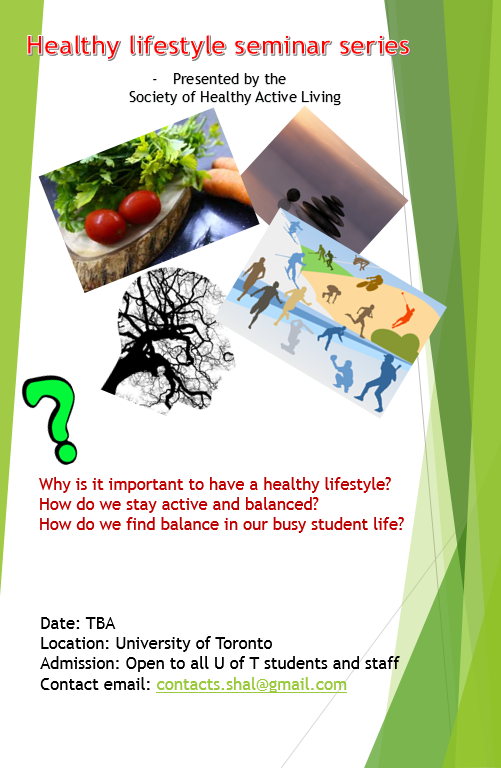 Healthy lifestyle seminar series
- Presented by the
Society of Healthy Active Living
?
Why is it important to have a healthy lifestyle?
How do we stay active and balanced?
How do we find balance in our busy student life?
Date: TBA
Location: University of Toronto
Admission: Open to all U of T students and staff
Contact email: contacts.shal@gmail.com